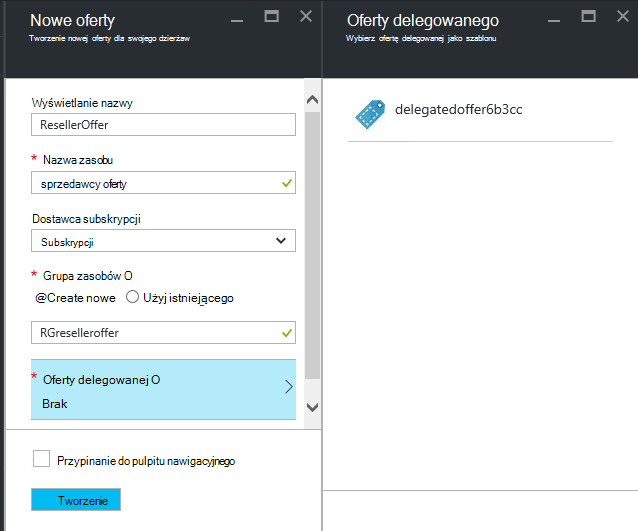 Nowe oferty
Tworzenie nowej oferty dla swojego dzierżaw
Wyświetlanie nazwy
ResellerOffer
* Nazwa zasobu
sprzedawcy oferty
Dostawca subskrypcji
Subskrypcji
* Grupa zasobów O
@Create nowe Użyj istniejącego
RGreselleroffer
* Oferty delegowanej O
Brak
Przypinanie do pulpitu nawigacyjnego
Tworzenie
Oferty delegowanego
Wybierz ofertę delegowanej jako szablonu
delegatedoffer6b3cc